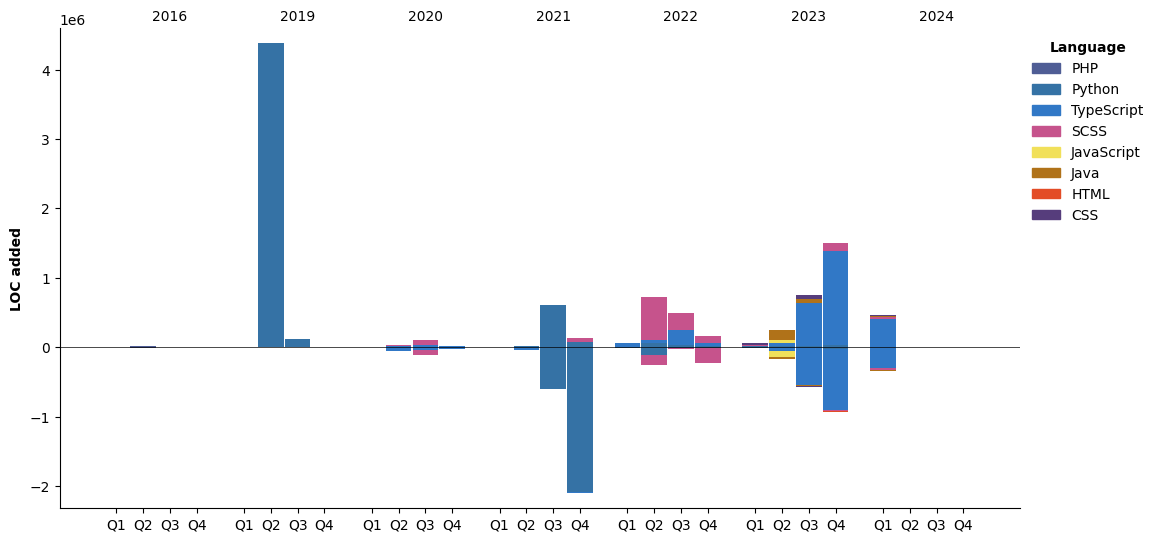 1e6
2016 2019 2020 2021 2022 2023 2024
Language
PHP
Python
TypeScript
SCSS
JavaScript
Java
HTML
CSS
LOC added
4
3
2
1
0
−1
−2
Q1 Q2 Q3 Q4 Q1 Q2 Q3 Q4 Q1 Q2 Q3 Q4 Q1 Q2 Q3 Q4 Q1 Q2 Q3 Q4 Q1 Q2 Q3 Q4 Q1 Q2 Q3 Q4